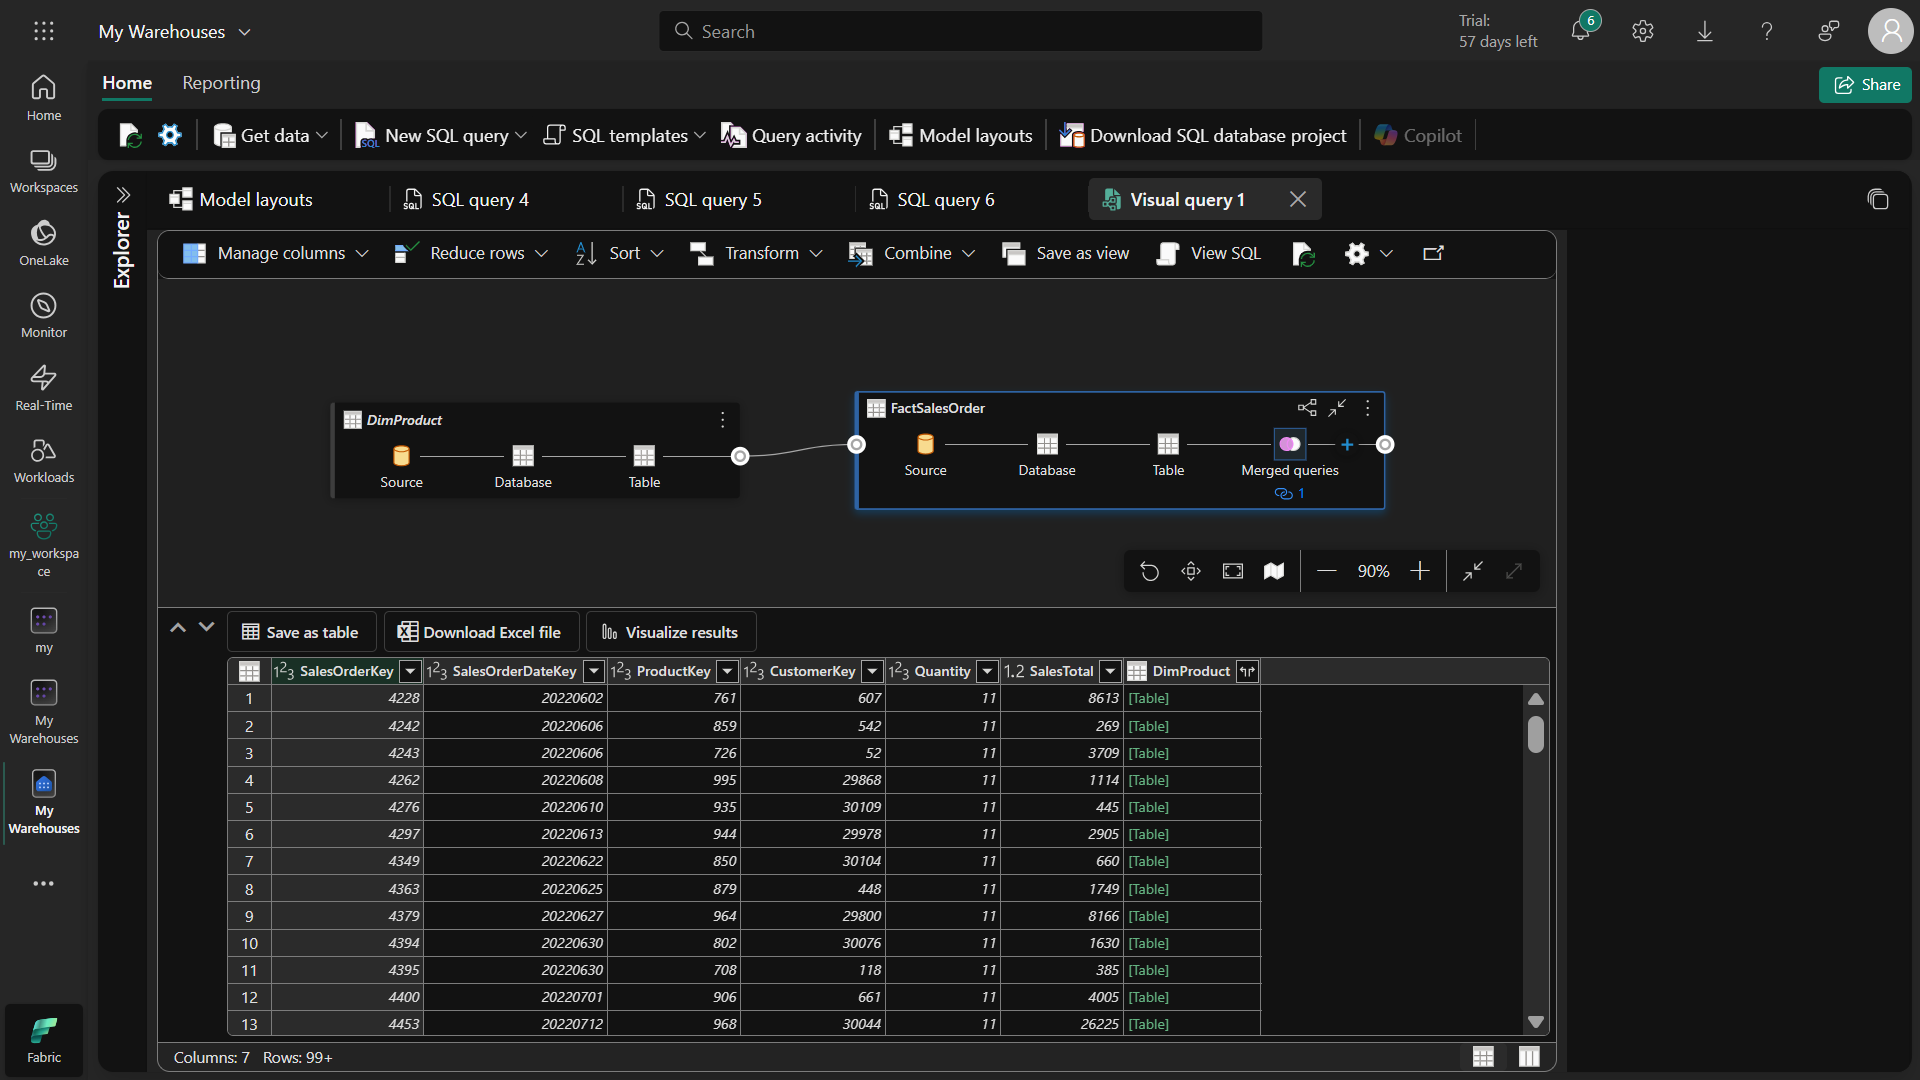 My Warehouses
Search
Trial:
57 days left
6
Home
Reporting
Share
Get data
New SQL query
SQL templates
Query activity
Model layouts
Download SQL database project
Copilot
Home
Workspaces
OneLake
Monitor
Real-Time
Workloads
my_workspa
ce
my
My
Warehouses
My
Warehouses
Fabric
Explorer
Model layouts
SQL query 4
SQL query 5
SQL query 6
Visual query 1
Manage columns
Reduce rows
Sort
Transform
Combine
Save as view
View SQL
DimProduct
Source
Database
Table
FactSalesOrder
Source
Database
Table
Merged queries
1
90%
Save as table
Download Excel file
Visualize results
SalesOrderKey SalesOrderDateKey ProductKey CustomerKey Quantity 1.2 SalesTotal DimProduct
1 4228 20220602 761 607 11 8613 [Table]
2 4242 20220606 859 542 11 269 [Table]
3 4243 20220606 726 52 11 3709 [Table]
4 4262 20220608 995 29868 11 1114 [Table]
5 4276 20220610 935 30109 11 445 [Table]
6 4297 20220613 944 29978 11 2905 [Table]
7 4349 20220622 850 30104 11 660 [Table]
8 4363 20220625 879 448 11 1749 [Table]
9 4379 20220627 964 29800 11 8166 [Table]
10 4394 20220630 802 30076 11 1630 [Table]
11 4395 20220630 708 118 11 385 [Table]
12 4400 20220701 906 661 11 4005 [Table]
13 4453 20220712 968 30044 11 26225 [Table]
Columns: 7 Rows: 99+